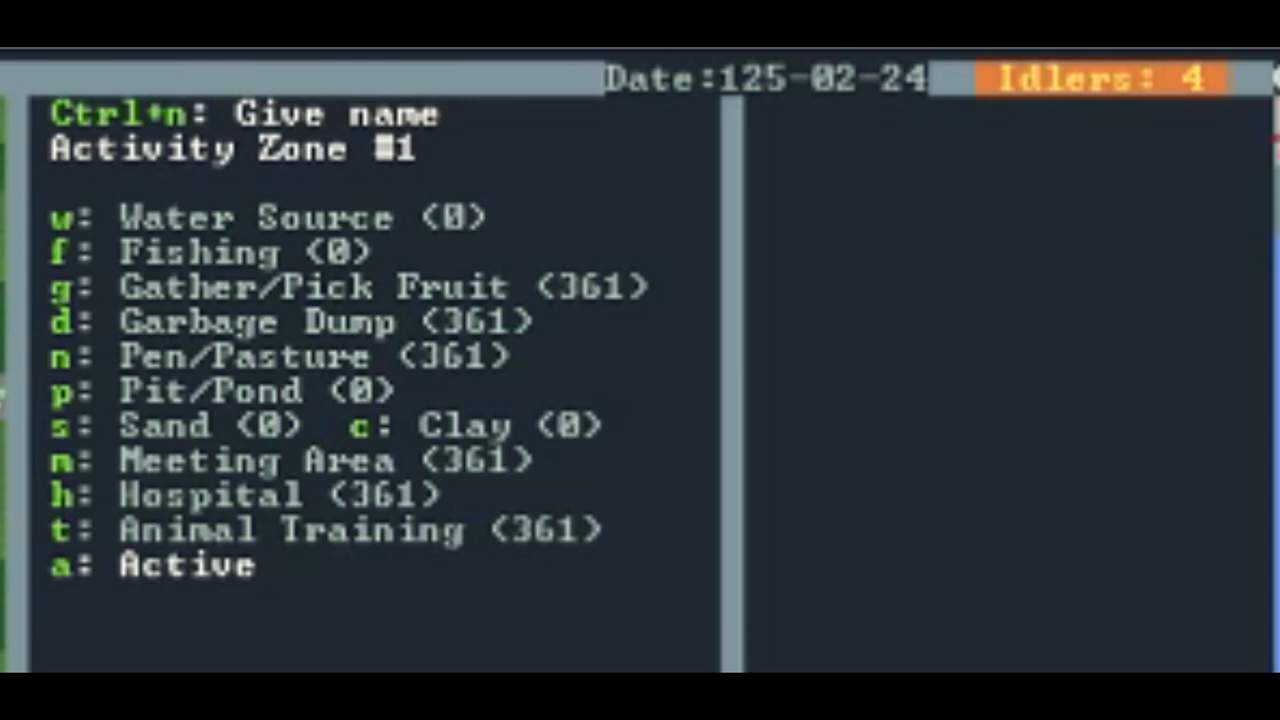 Date:125-02-24 Idlers: 4
Ctrl+n: Give name
Activity Zone #1
w: Water Source (0)
f: Fishing (0)
g: Gather/Pick Fruit (361)
d: Garbage Dump (361)
n: Pen/Pasture (361)
p: Pit/Pond (0)
s: Sand (0) c: Clay (0)
m: Meeting Area (361)
h: Hospital (361)
t: Animal Training (361)
a: Active